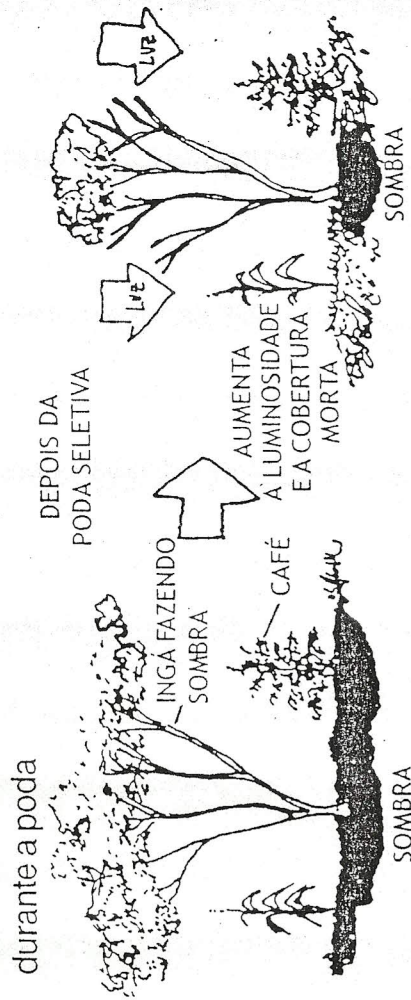 durante a poda
INGÁ FAZENDO
SOMBRA
CAFÉ
SOMBRA
DEPOIS DA
PODA SELETIVA
AUMENTA
A LUMINOSIDADE
E A COBERTURA
MORTA
LUZ
LUZ
SOMBRA